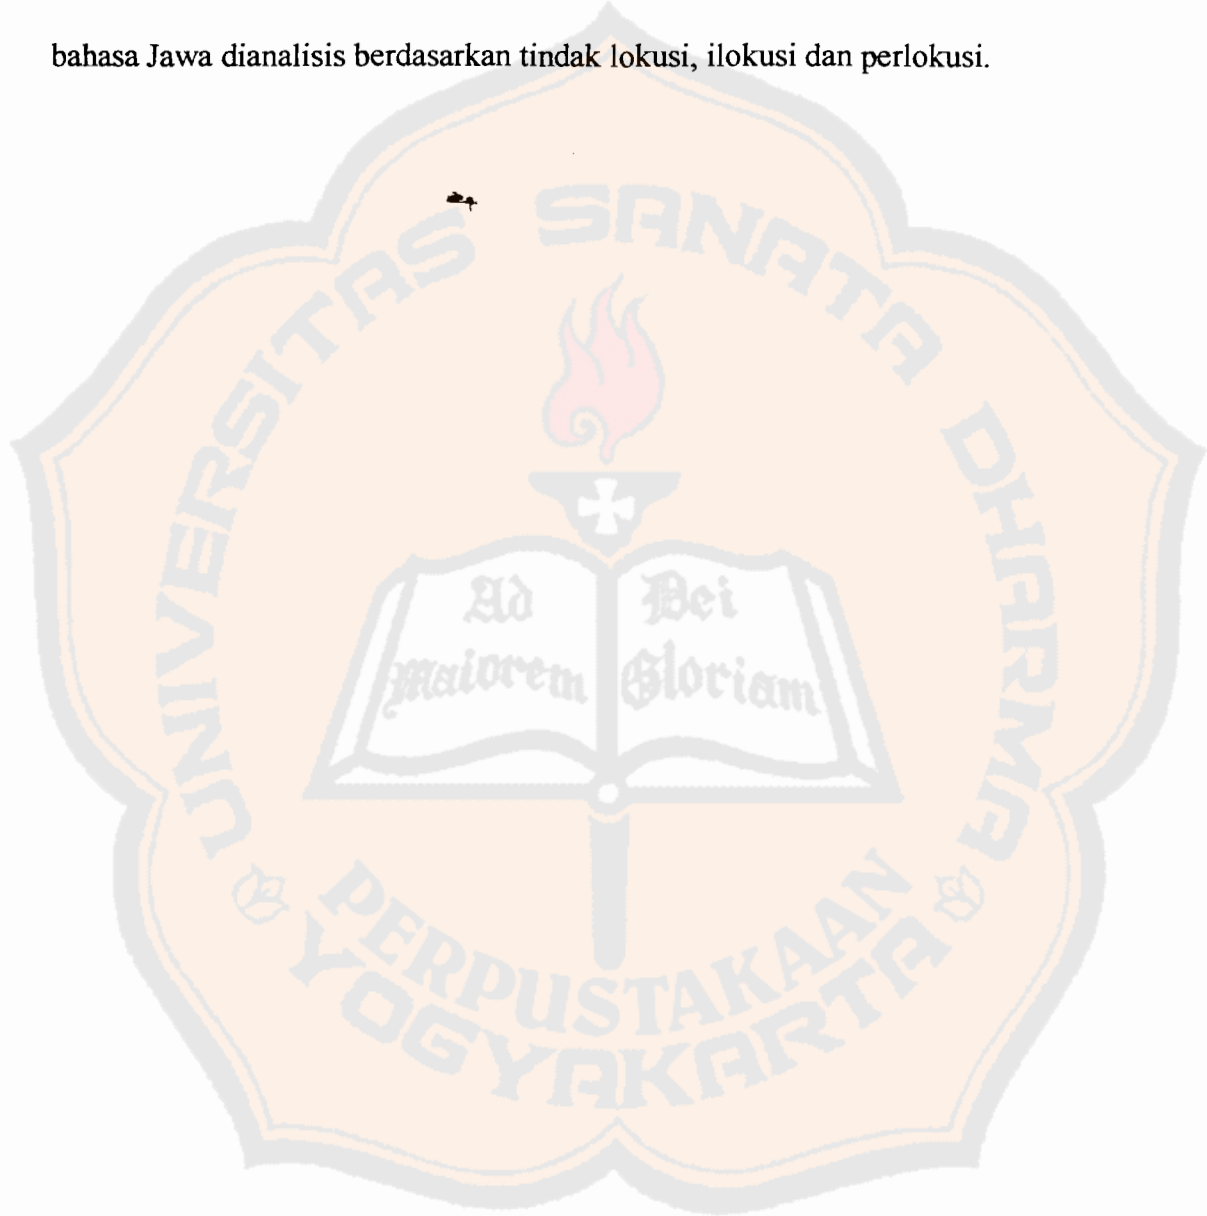 bahasa Jawa dianalisis berdasarkan tindak lokusi, ilokusi dan perlokusi.
UNIVERSITAS SANATA DHARMA
Ad Dei
maiorem Gloriam
PERPUSTAKAAN
YOGYAKARTA